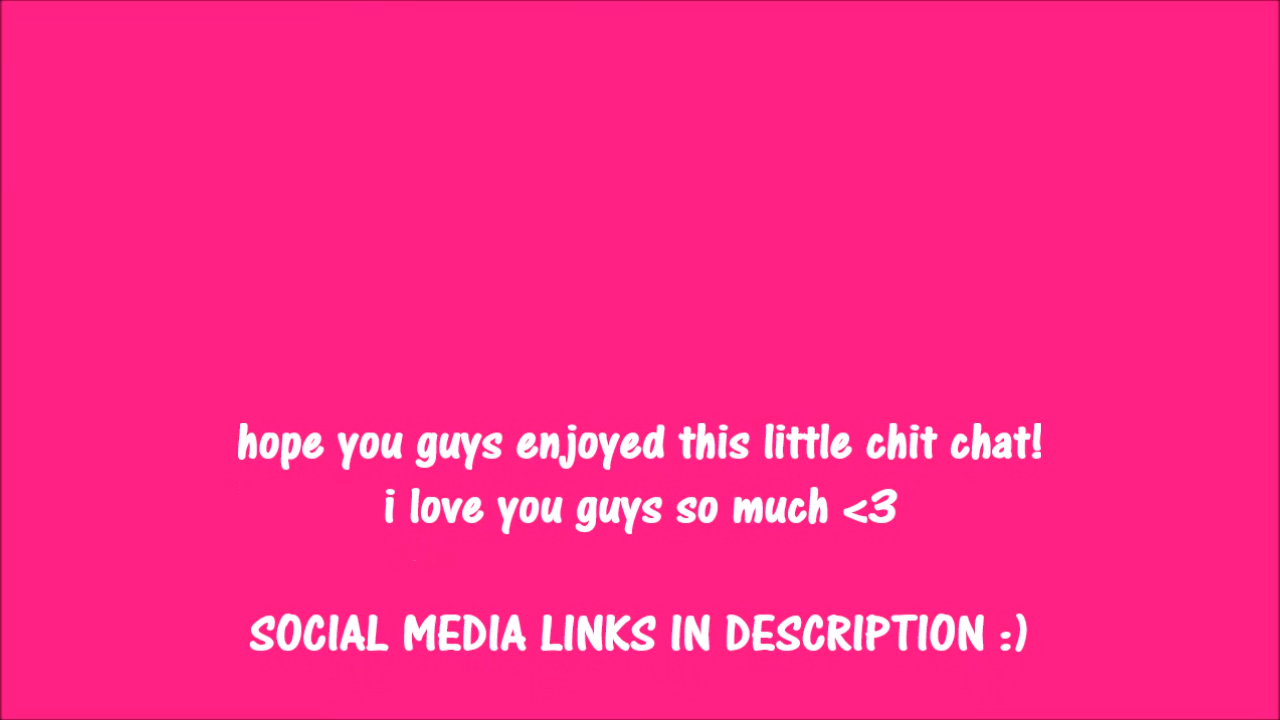 hope you guys enjoyed this little chit chat!
i love you guys so much <3
SOCIAL MEDIA LINKS IN DESCRIPTION :)